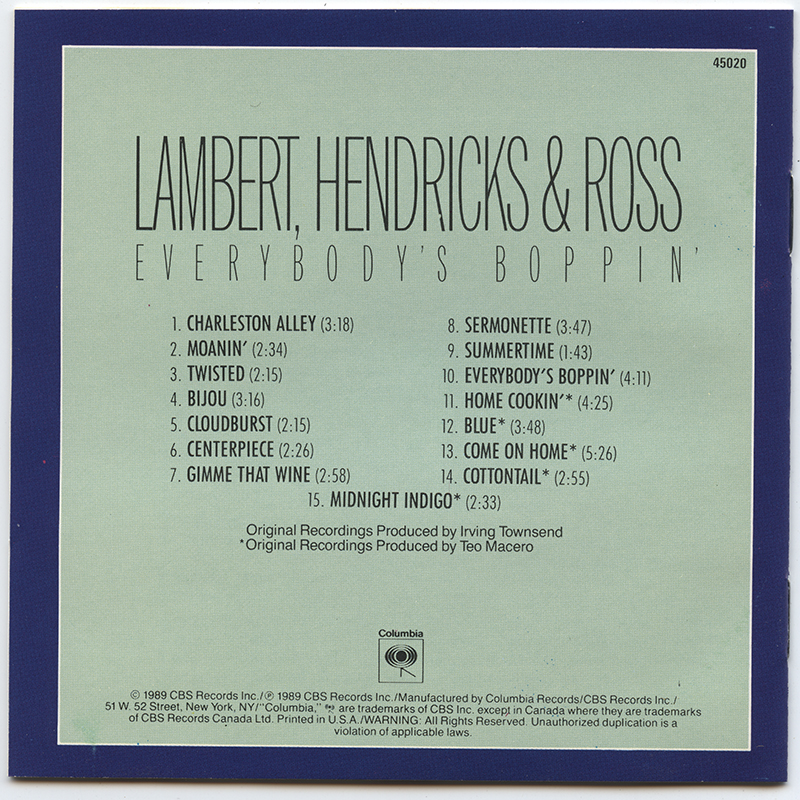 45020
LAMBERT, HENDRICKS & ROSS
EVERYBODY'S BOPPIN'
1. CHARLESTON ALLEY (3:18)
2. MOANIN' (2:34)
3. TWISTED (2:15)
4. BIJOU (3:16)
5. CLOUDBURST (2:15)
6. CENTERPIECE (2:26)
7. GIMME THAT WINE (2:58)
8. SERMONETTE (3:47)
9. SUMMERTIME (1:43)
10. EVERYBODY'S BOPPIN' (4:11)
11. HOME COOKIN'* (4:25)
12. BLUE* (3:48)
13. COME ON HOME* (5:26)
14. COTTONTAIL* (2:55)
15. MIDNIGHT INDIGO* (2:33)
Original Recordings Produced by Irving Townsend
*Original Recordings Produced by Teo Macero
Columbia
© 1989 CBS Records Inc./℗ 1989 CBS Records Inc./Manufactured by Columbia Records/CBS Records Inc./
51 W. 52 Street, New York, NY/"Columbia," are trademarks of CBS Inc. except in Canada where they are trademarks
of CBS Records Canada Ltd. Printed in U.S.A./WARNING: All Rights Reserved. Unauthorized duplication is a
violation of applicable laws.